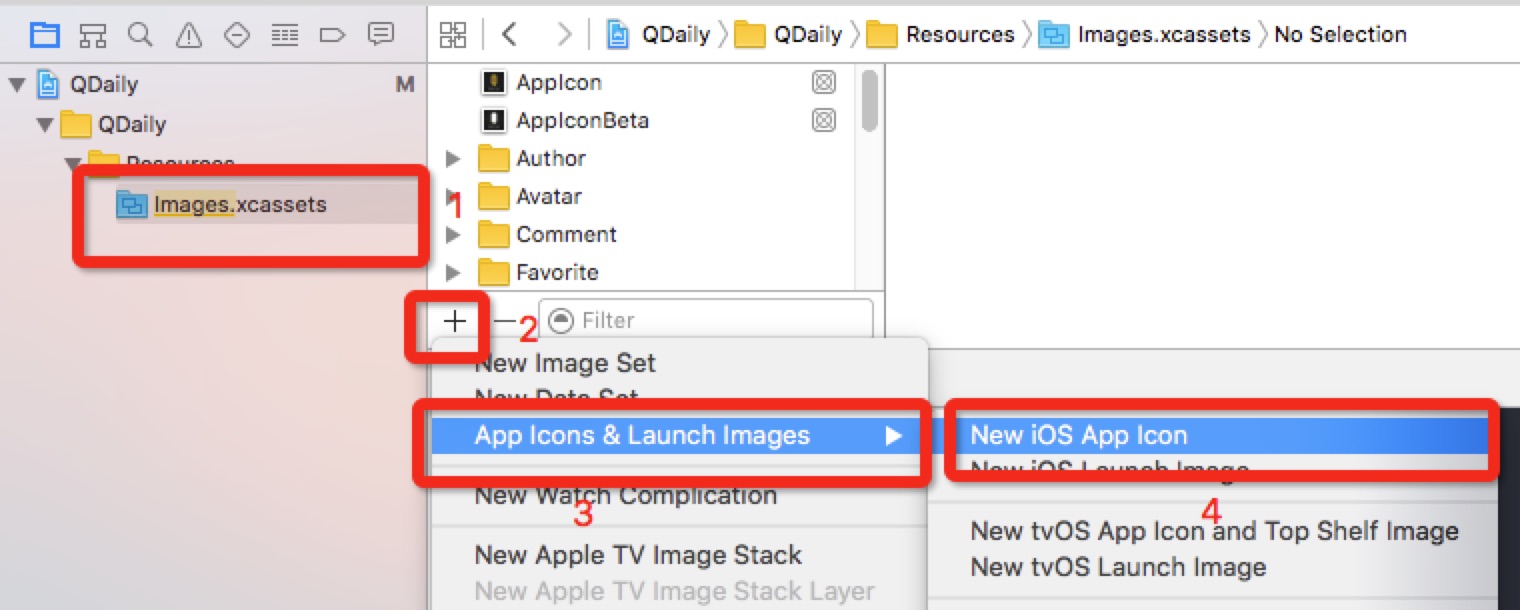 QDaily
QDaily
Resources
Images.xcassets
No Selection
QDaily
M
QDaily
Resources
Images.xcassets
1
AppIcon
AppIconBeta
Author
Avatar
Comment
Favorite
Filter
2
New Image Set
New Data Set
App Icons & Launch Images
New Watch Complication
3
New Apple TV Image Stack
New Apple TV Image Stack Layer
New iOS App Icon
New iOS Launch Image
4
New tvOS App Icon and Top Shelf Image
New tvOS Launch Image